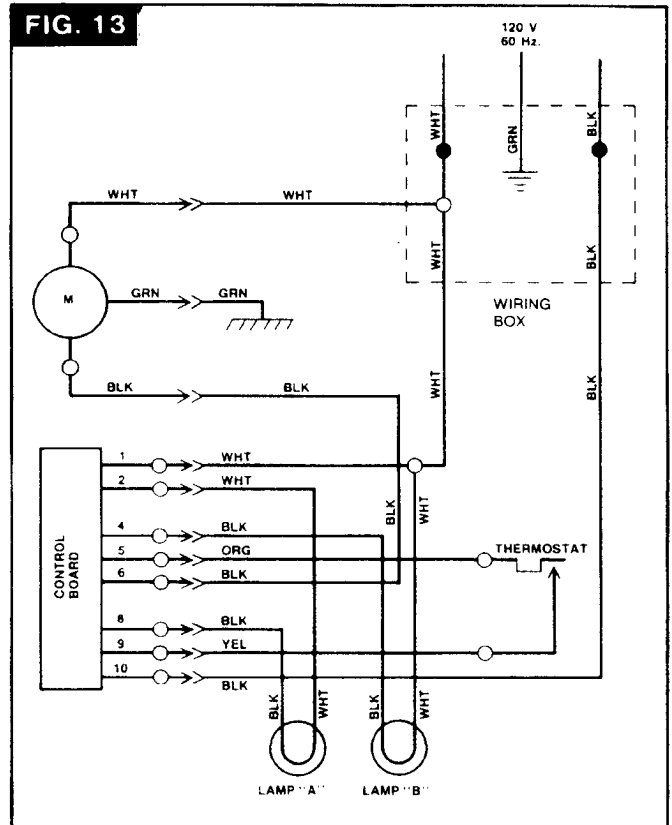 FIG. 13
120 V
60 Hz.
WHT
GRN
BLK
WHT
WHT
WHT
BLK
M
GRN
GRN
WIRING
BOX
BLK
BLK
WHT
BLK
CONTROL
BOARD
1
WHT
2
WHT
4
BLK
5
ORG
6
BLK
8
BLK
9
YEL
10
BLK
BLK
WHT
THERMOSTAT
BLK
WHT
BLK
WHT
LAMP "A"
LAMP "B"